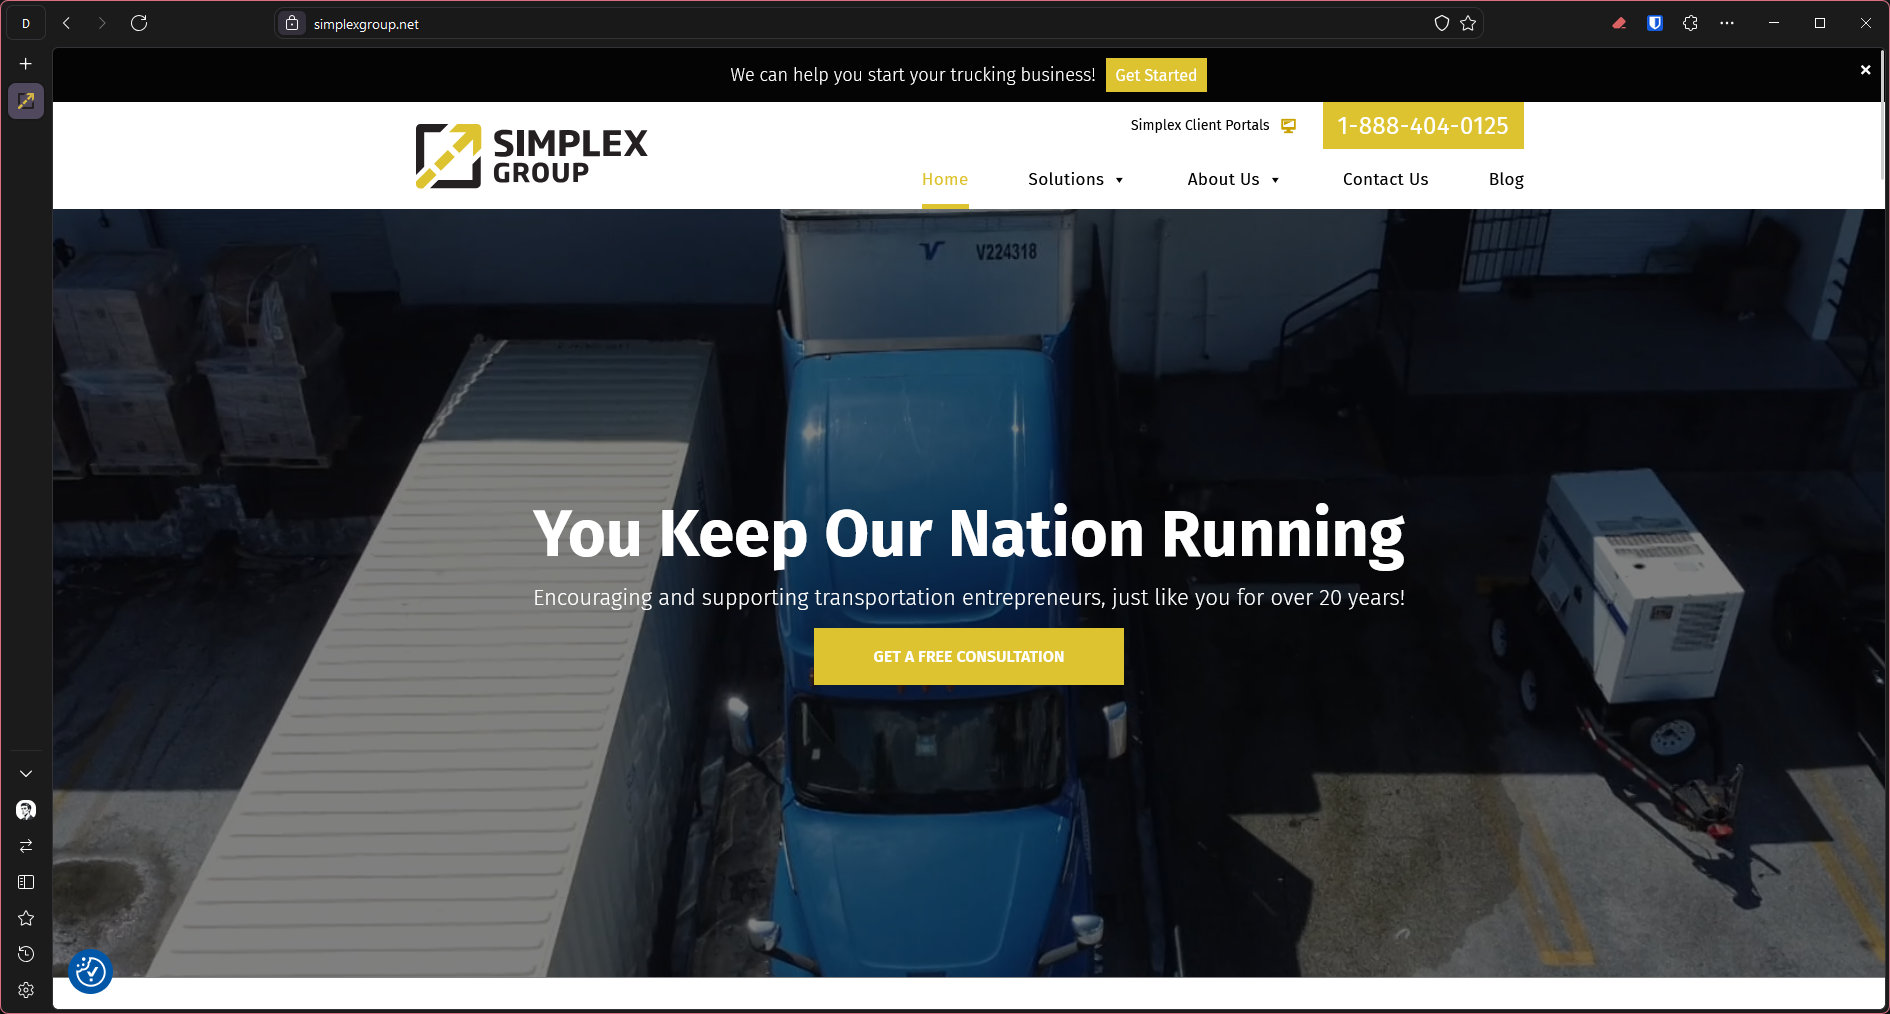 D
simplexgroup.net
We can help you start your trucking business! Get Started
SIMPLEX
GROUP
Simplex Client Portals
1-888-404-0125
Home
Solutions
About Us
Contact Us
Blog
V224318
You Keep Our Nation Running
Encouraging and supporting transportation entrepreneurs, just like you for over 20 years!
GET A FREE CONSULTATION